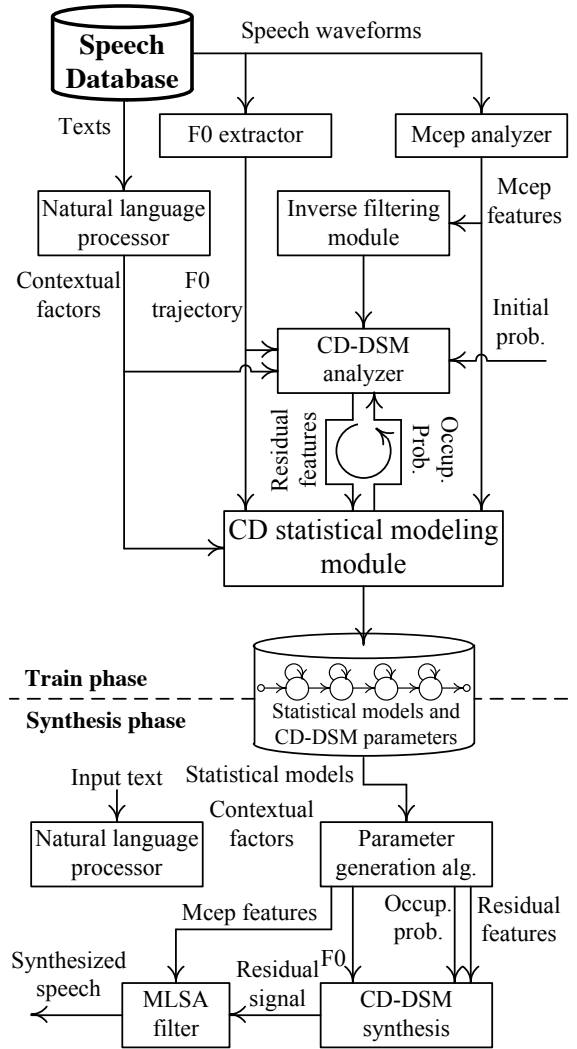 Speech
Database
Speech waveforms
Texts
F0 extractor
Mcep analyzer
Natural language
processor
Inverse filtering
module
Mcep
features
Contextual
factors
F0
trajectory
Initial
prob.
CD-DSM
analyzer
Residual
features
Occup.
Prob.
CD statistical modeling
module
Train phase
Synthesis phase
Statistical models and
CD-DSM parameters
Statistical models
Input text
Natural language
processor
Contextual
factors
Parameter
generation alg.
Mcep features
Occup.
prob.
Residual
features
F0
Synthesized
speech
MLSA
filter
Residual
signal
CD-DSM
synthesis